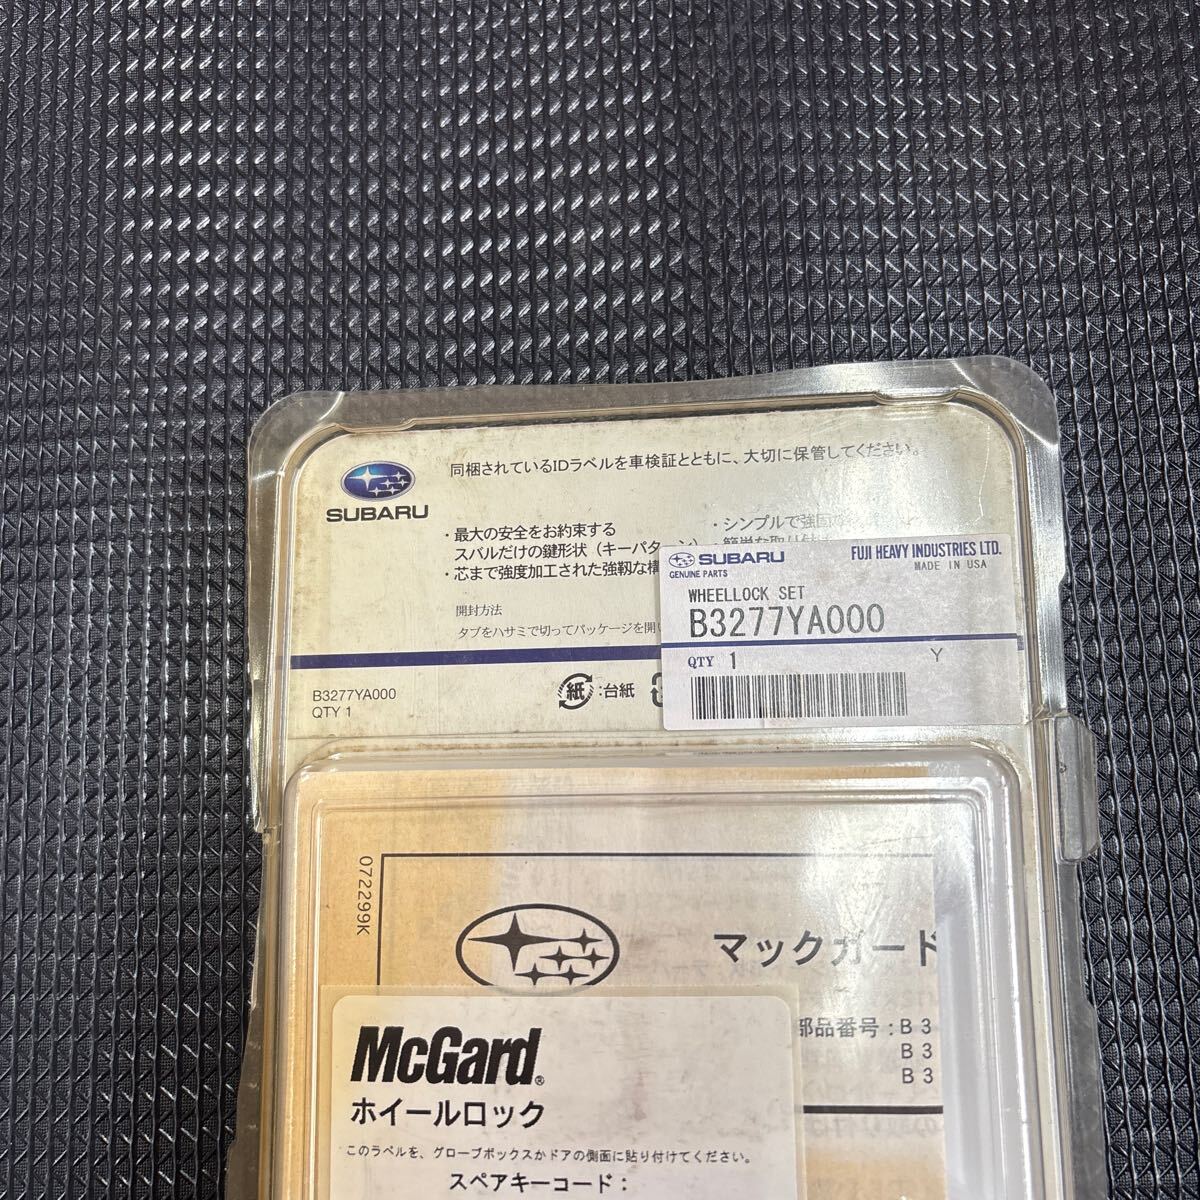 同梱されているIDラベルを車検証とともに、大切に保管してください。
SUBARU
・最大の安全をお約束する
スバルだけの鍵形状（キーパターン）
・芯まで強度加工された強靱な構
・シンプルで強固
開封方法
タブをハサミで切ってパッケージを開
SUBARU
GENUINE PARTS
FUJI HEAVY INDUSTRIES LTD.
MADE IN USA
WHEELLOCK SET
B3277YA000
QTY 1
Y
B3277YA000
QTY 1
紙:台紙
072299K
マックガード
部品番号：B3
B3
B3
McGard®
ホイールロック
このラベルを、グローブボックスかドアの側面に貼り付けてください。
スペアキーコード：